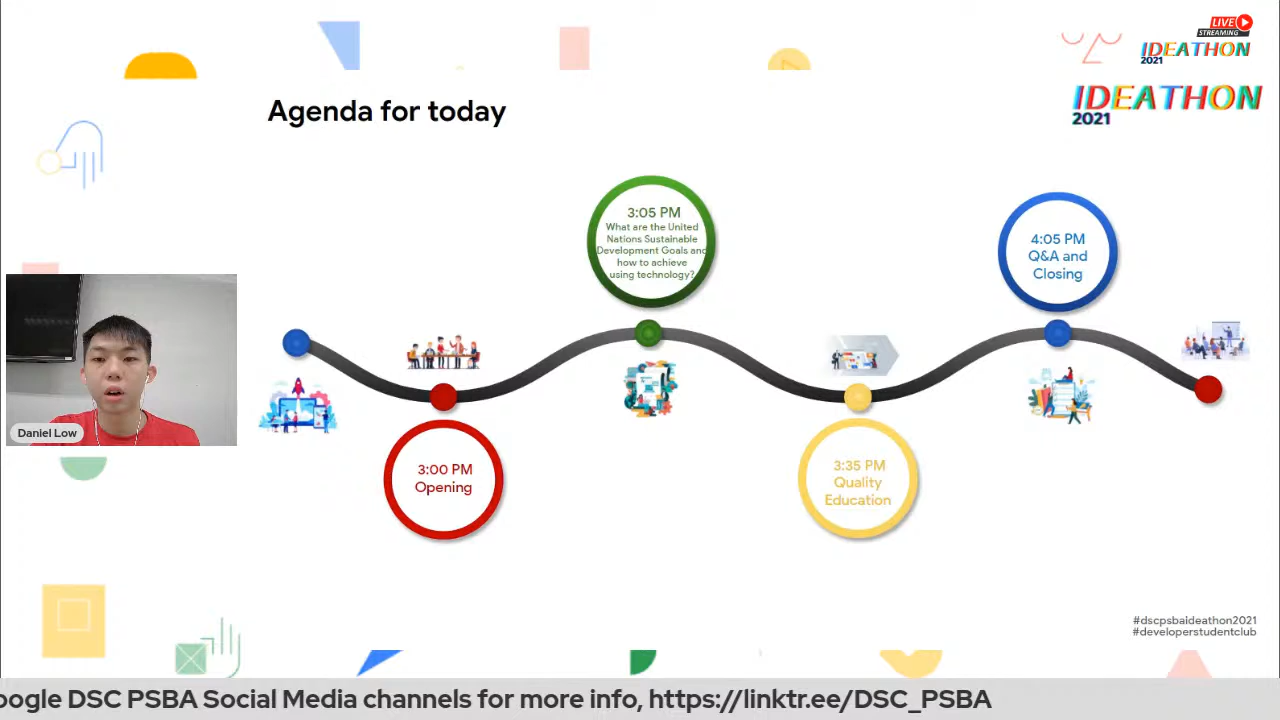 LIVE
STREAMING
IDEATHON
2021
IDEATHON
2021
Agenda for today
3:05 PM
What are the United
Nations Sustainable
Development Goals and
how to achieve
using technology?
4:05 PM
Q&A and
Closing
Daniel Low
3:00 PM
Opening
3:35 PM
Quality
Education
#dscpsbaideathon2021
#developerstudentclub
oogle DSC PSBA Social Media channels for more info, https://linktr.ee/DSC_PSBA